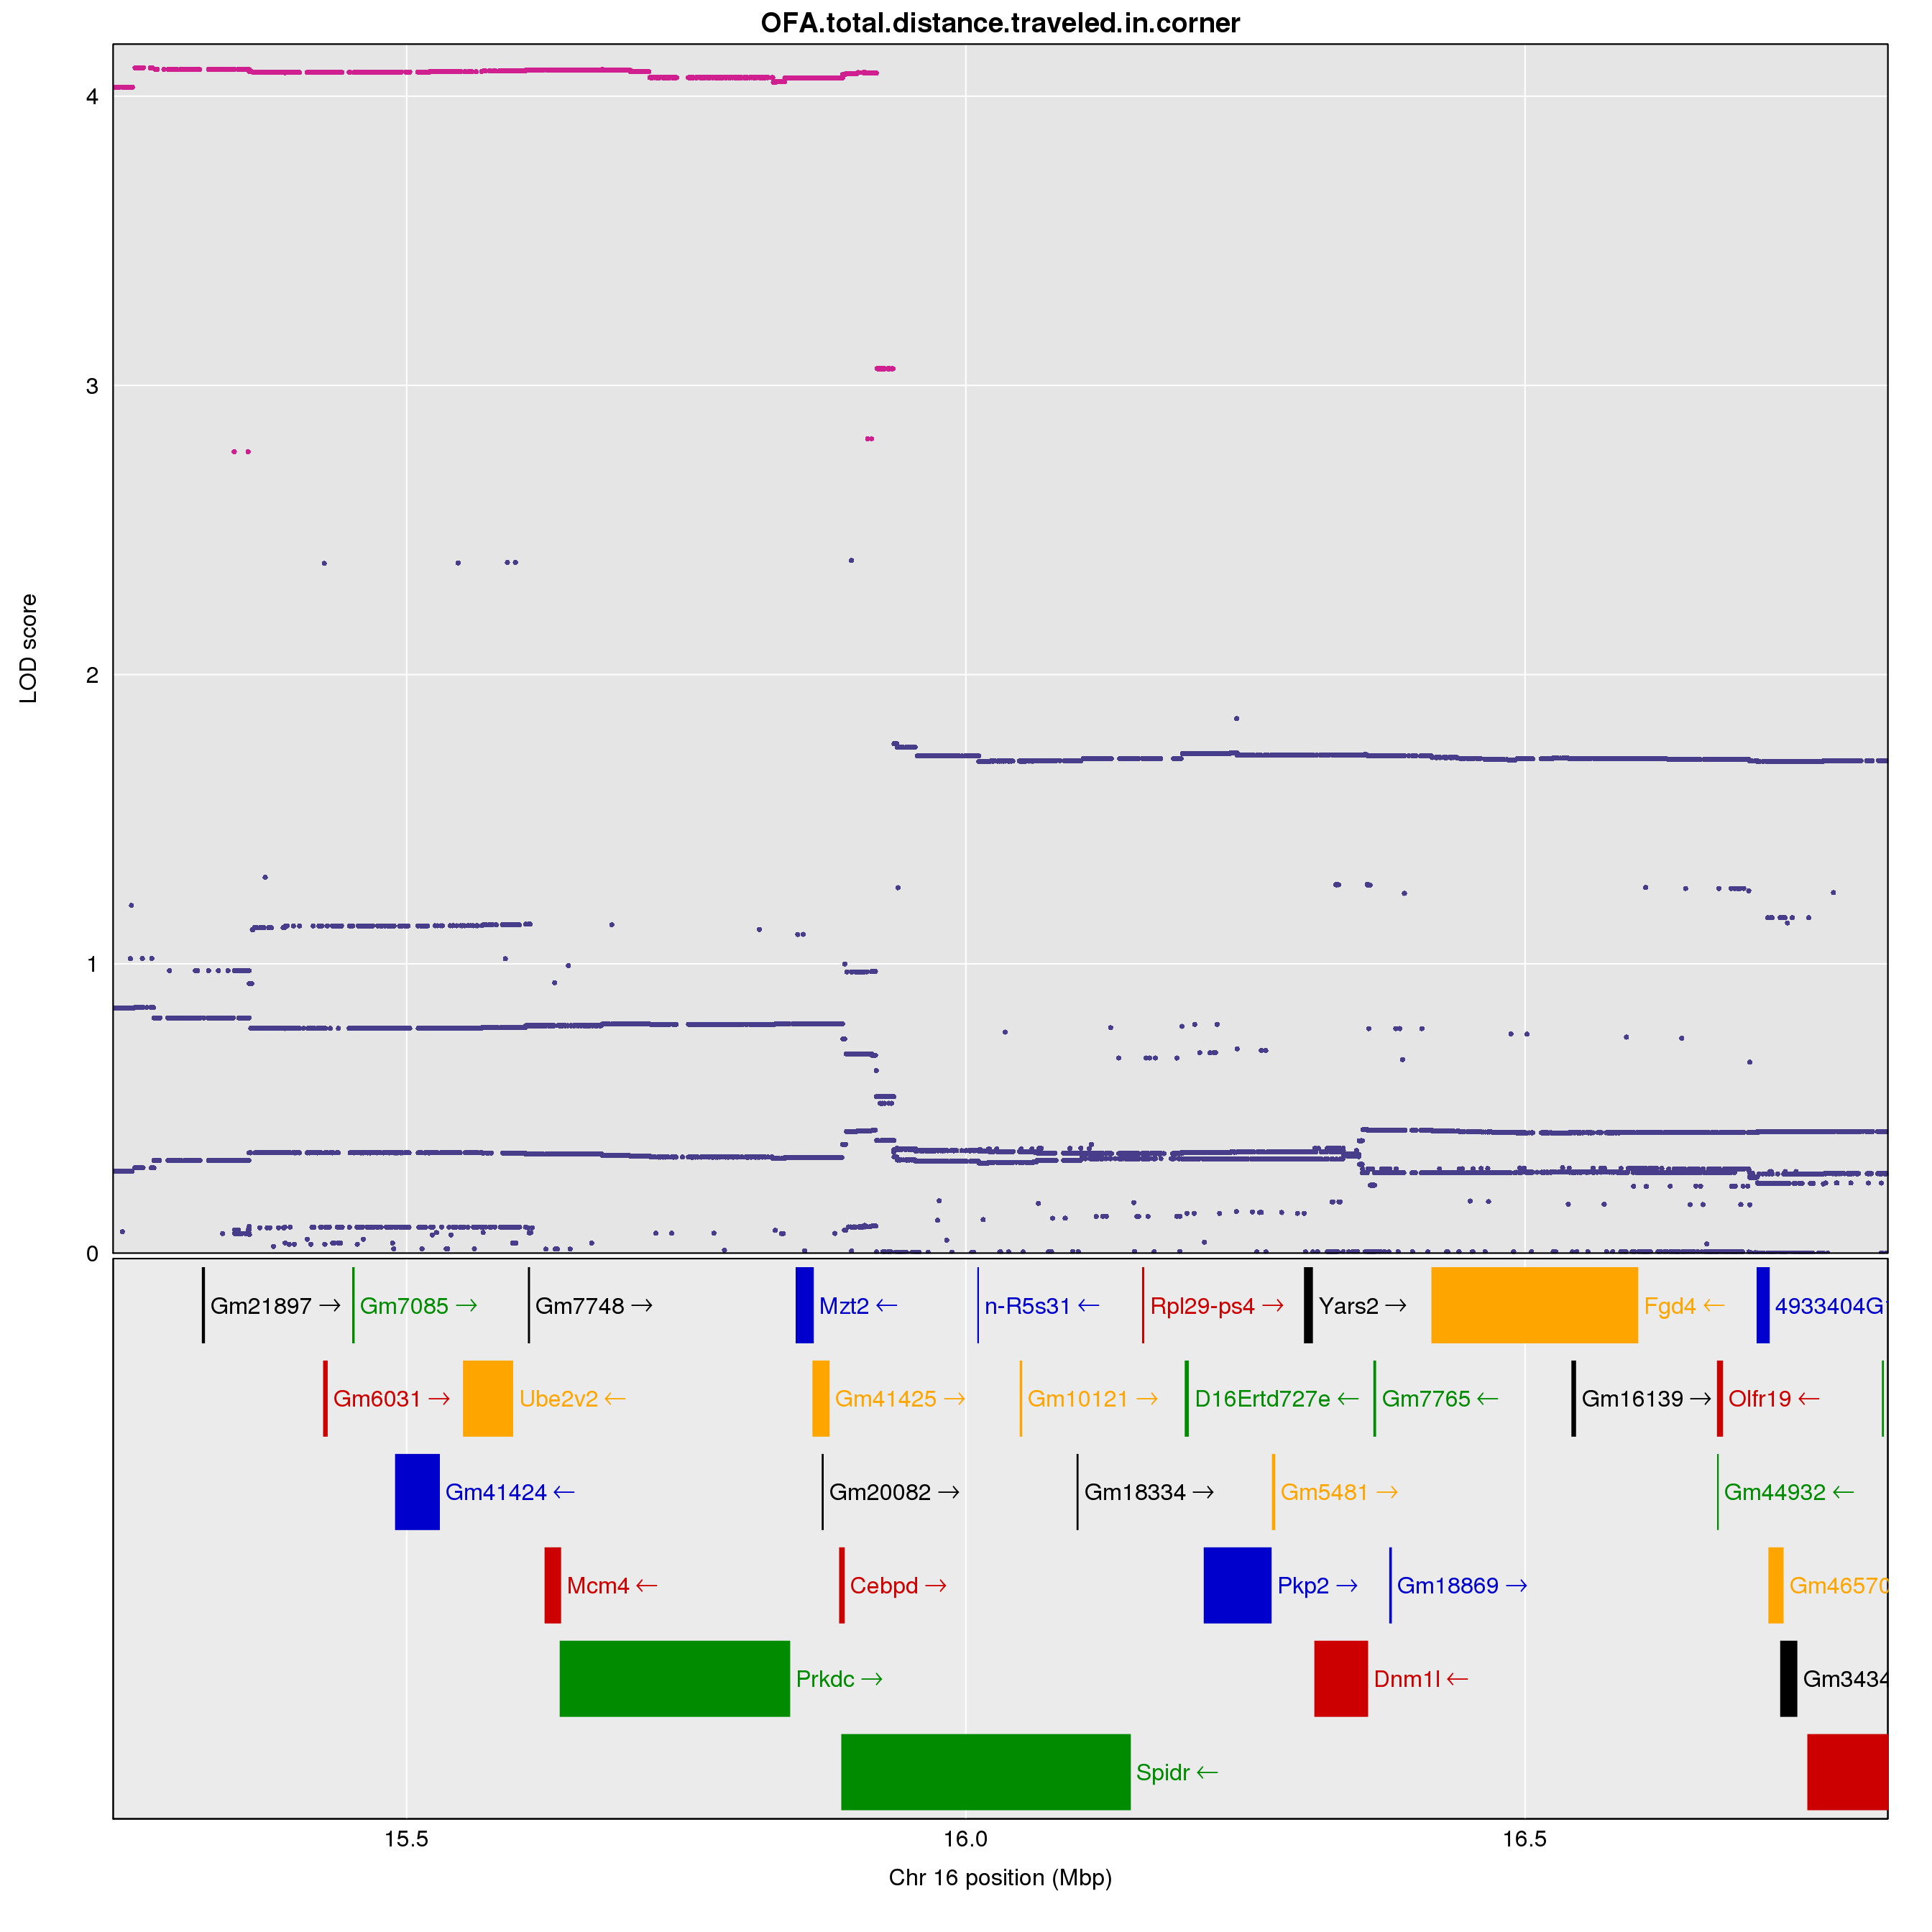 OFA.total.distance.traveled.in.corner
4
3
2
1
0
LOD score
Gm21897 → Gm7085 → Gm7748 → Mzt2 ← n-R5s31 ← Rpl29-ps4 → Yars2 → Fgd4 ← 4933404G
Gm6031 → Ube2v2 ← Gm41425 → Gm10121 → D16Ertd727e ← Gm7765 ← Gm16139 → Olfr19 ←
Gm41424 ← Gm20082 → Gm18334 → Gm5481 → Gm44932 ←
Mcm4 ← Cebpd → Pkp2 → Gm18869 → Gm46570
Prkdc → Dnm1l ← Gm3434
Spidr ←
15.5 16.0 16.5
Chr 16 position (Mbp)